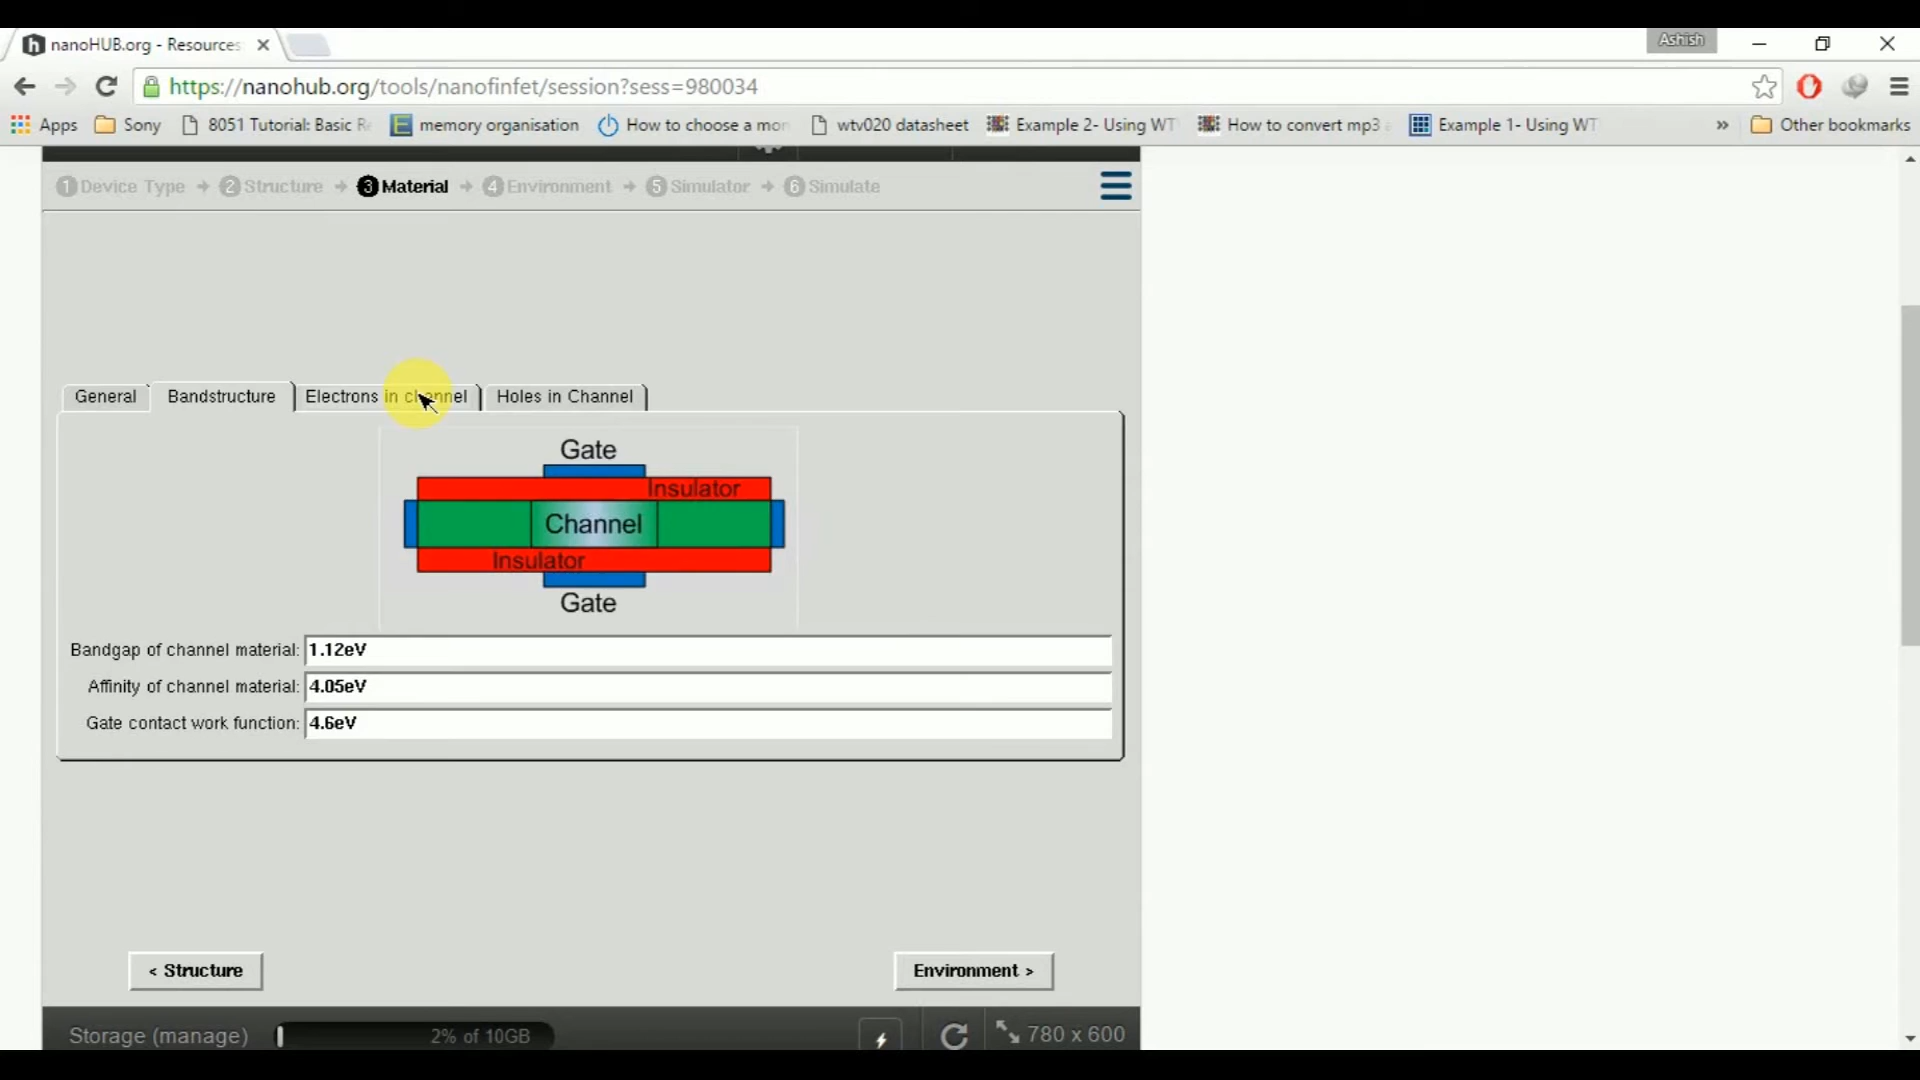 nanoHUB.org - Resources
Ashish
https://nanohub.org/tools/nanofinfet/session?sess=980034
Apps Sony 8051 Tutorial: Basic memory organisation How to choose a wtv020 datasheet Example 2- Using How to convert mp3 Example 1- Using » Other bookmarks
1 Device Type → 2 Structure → 3 Material → 4 Environment → 5 Simulator → 6 Simulate
General Bandstructure Electrons in channel Holes in Channel
Gate
Insulator
Channel
Insulator
Gate
Bandgap of channel material: 1.12eV
Affinity of channel material: 4.05eV
Gate contact work function: 4.6eV
< Structure Environment >
Storage (manage) 2% of 10GB 780 x 600